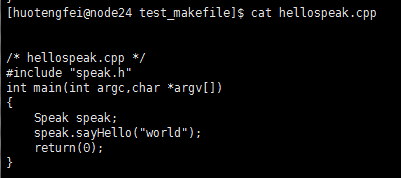 [huotengfei@node24 test_makefile]$ cat hellospeak.cpp
/* hellospeak.cpp */
#include "speak.h"
int main(int argc,char *argv[])
{
    Speak speak;
    speak.sayHello("world");
    return(0);
}